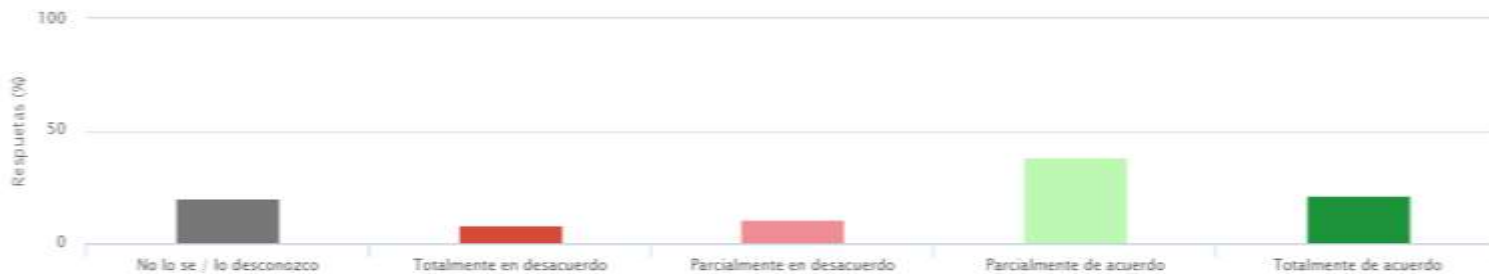 100
Respuetas (%)
50
0
No lo se / lo desconozco
Totalmente en desacuerdo
Parcialmente en desacuerdo
Parcialmente de acuerdo
Totalmente de acuerdo